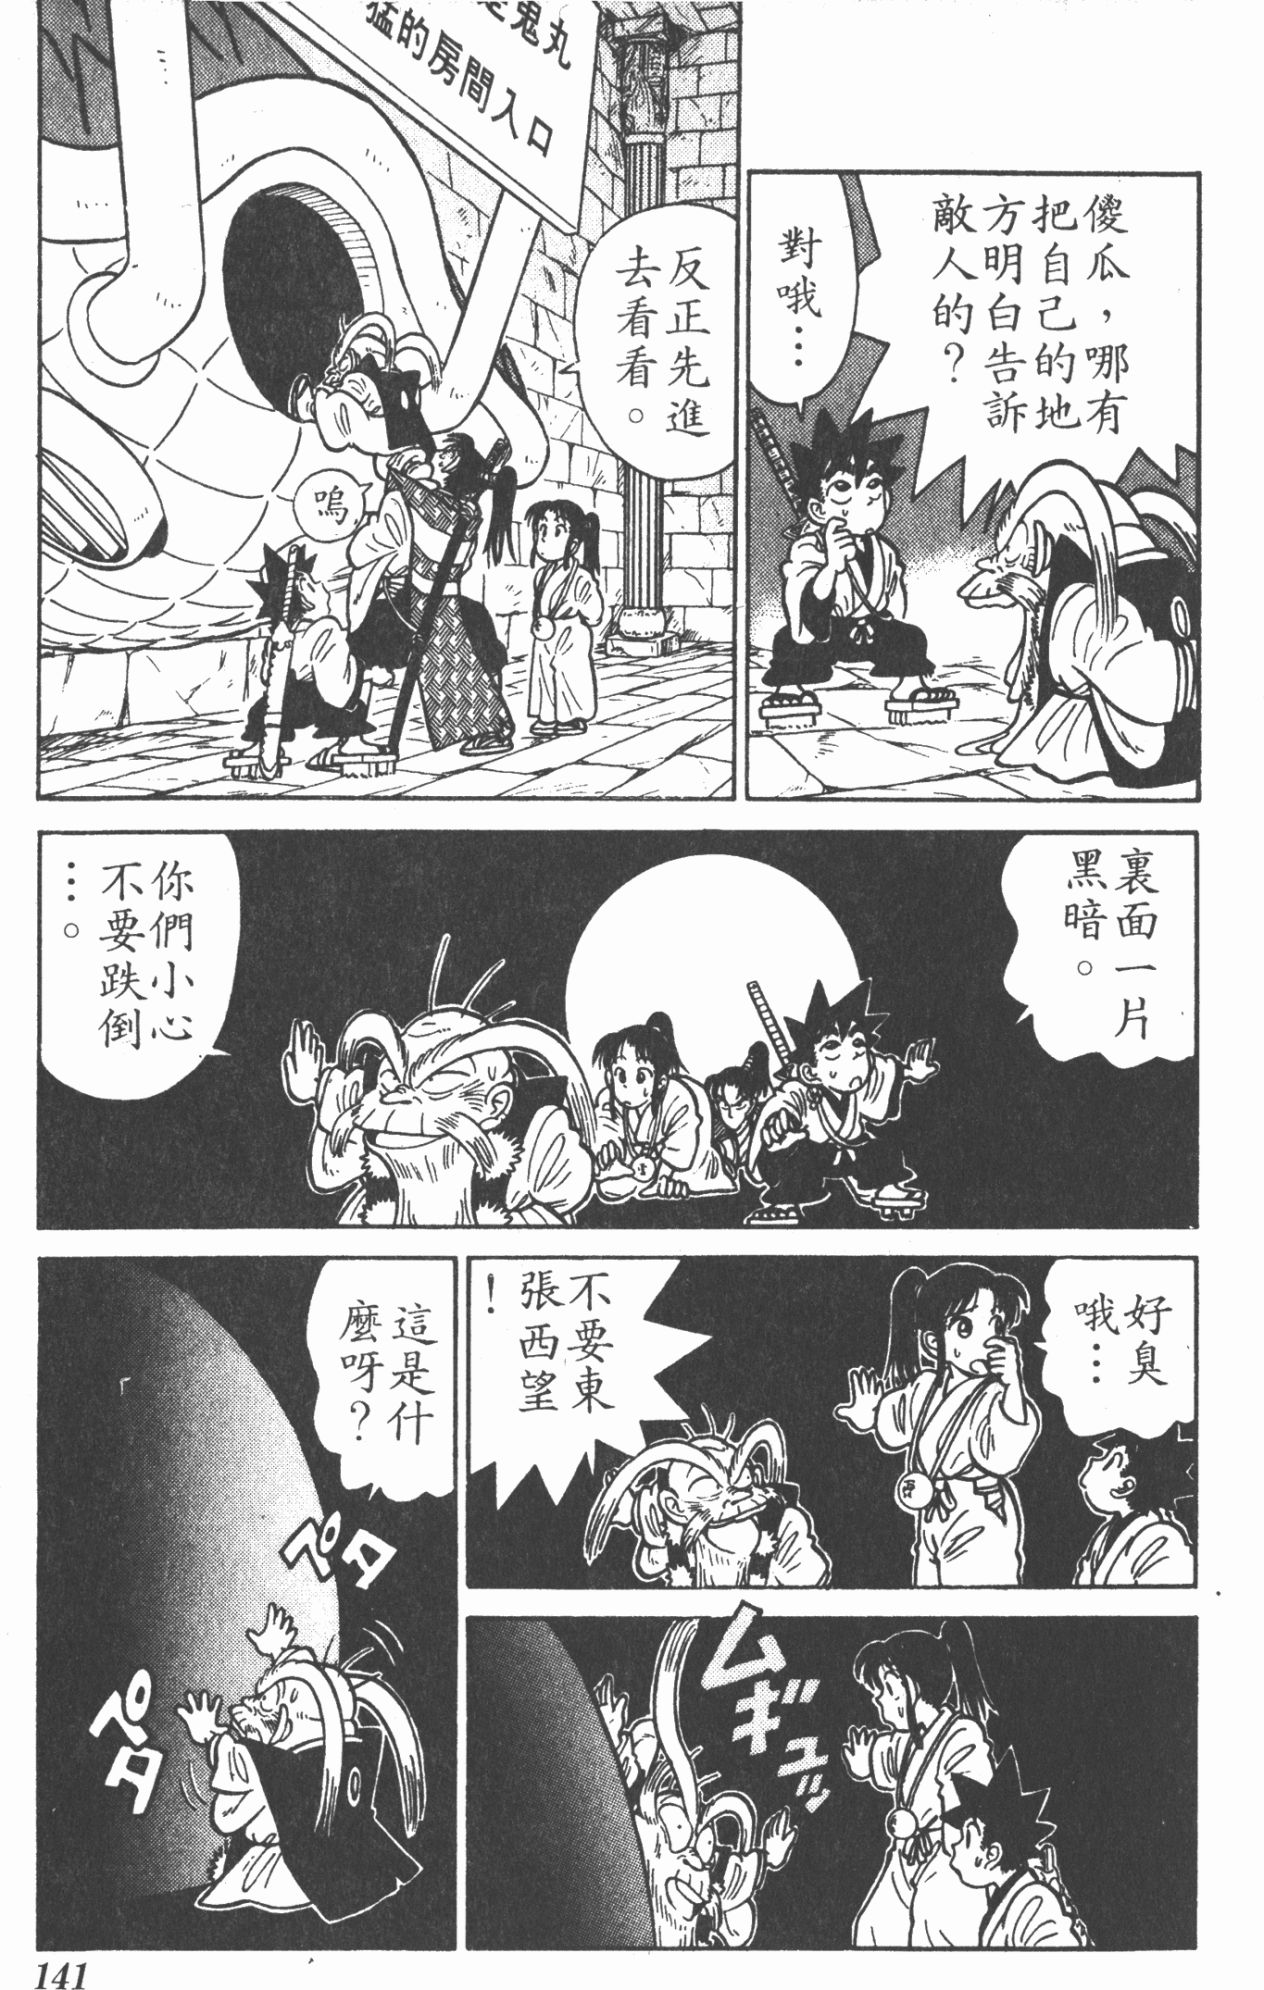 傻瓜，哪有
把自己的地
方明白告訴
敵人的？
對哦…
鬼丸
猛的房間入口
反正先進
去看看。
嗚
裏面一片
黑暗。
你們小心
不要跌倒
…。
好臭
哦…
不要東
張西望
！
ムギュッ
這是什
麼呀？
ペタ
ペタ
141